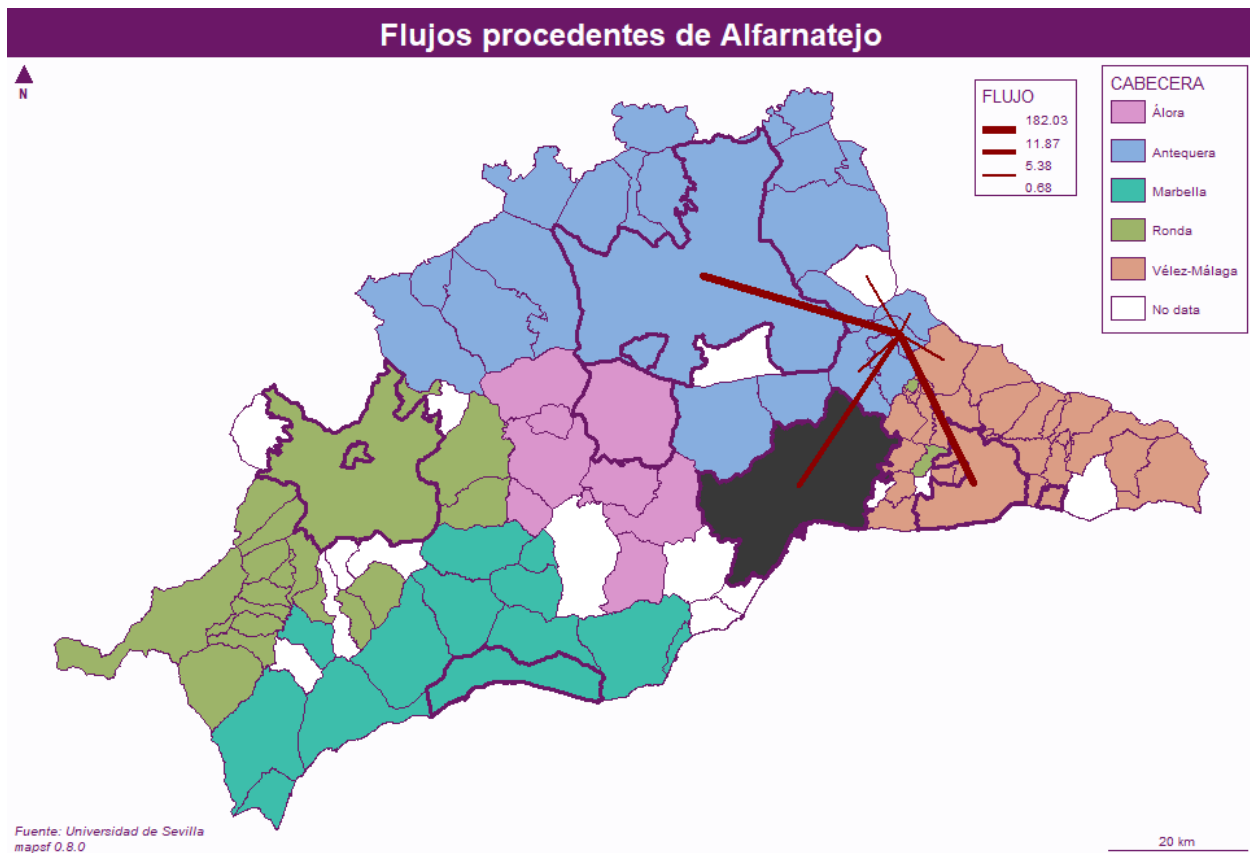 Flujos procedentes de Alfarnatejo
N
FLUJO
182.03
11.87
5.38
0.68
CABECERA
Álora
Antequera
Marbella
Ronda
Vélez-Málaga
No data
Fuente: Universidad de Sevilla
mapsf 0.8.0
20 km